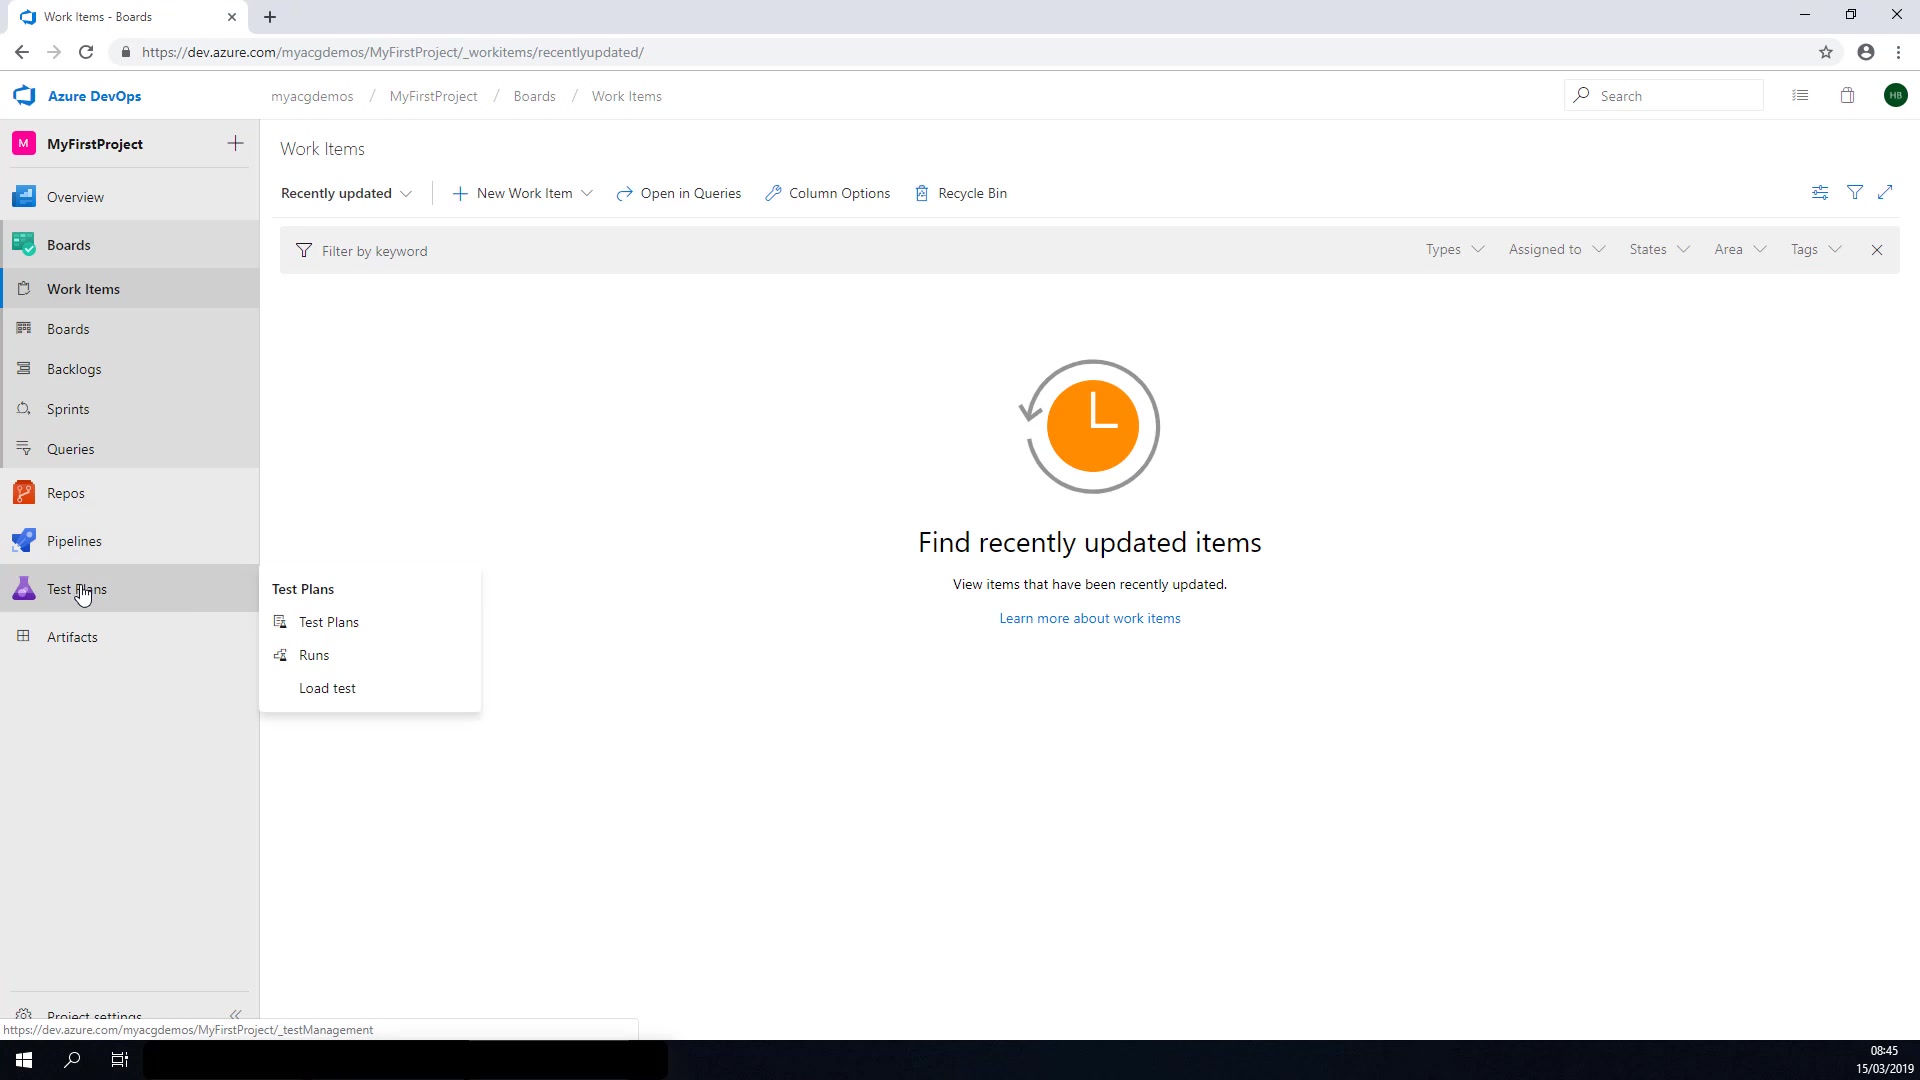 Work Items - Boards
https://dev.azure.com/myacgdemos/MyFirstProject/_workitems/recentlyupdated/
Azure DevOps
myacgdemos / MyFirstProject / Boards / Work Items
Search
HB
M MyFirstProject
Work Items
Overview
Recently updated
New Work Item
Open in Queries
Column Options
Recycle Bin
Boards
Filter by keyword
Types
Assigned to
States
Area
Tags
Work Items
Boards
Backlogs
Sprints
Queries
Repos
Pipelines
Test Plans
Artifacts
Test Plans
Test Plans
Runs
Load test
Find recently updated items
View items that have been recently updated.
Learn more about work items
Project settings
https://dev.azure.com/myacgdemos/MyFirstProject/_testManagement
08:45
15/03/2019